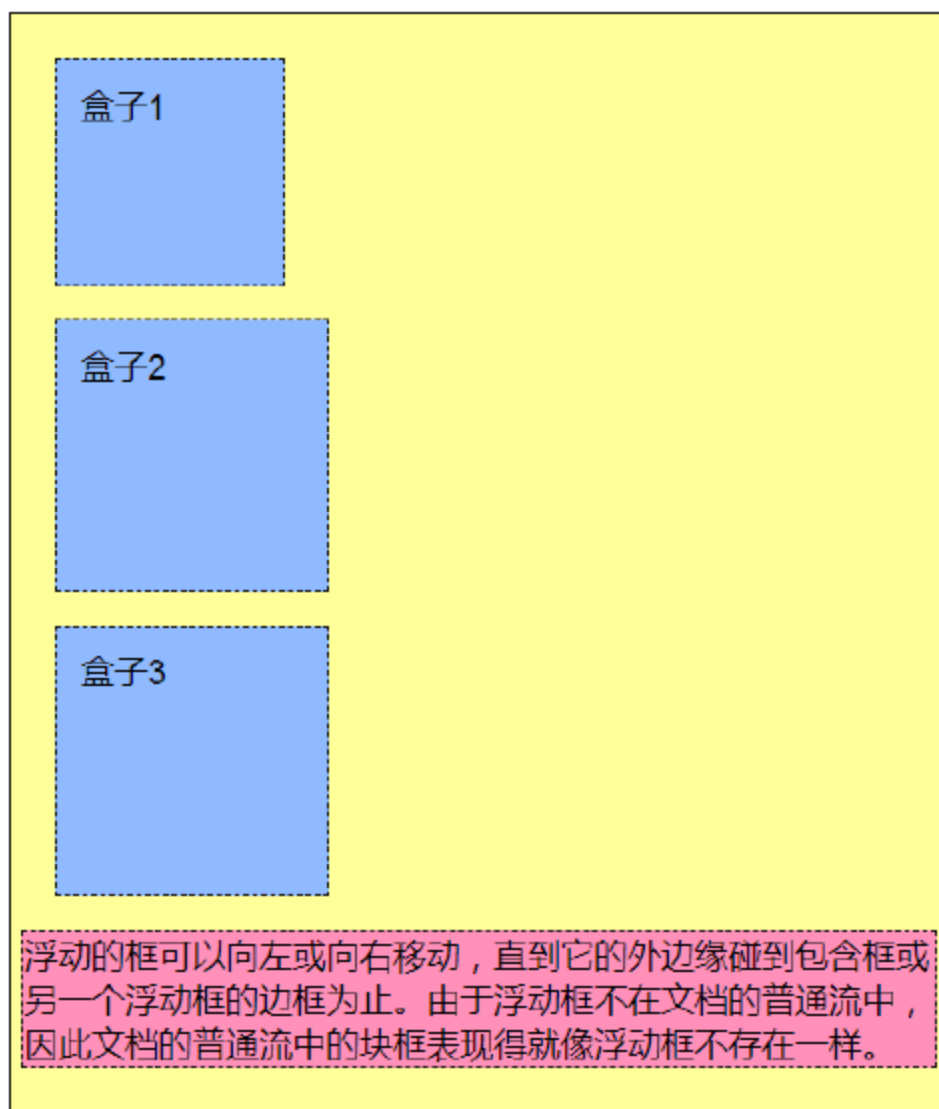 盒子1
盒子2
盒子3
浮动的框可以向左或向右移动，直到它的外边缘碰到包含框或
另一个浮动框的边框为止。由于浮动框不在文档的普通流中，
因此文档的普通流中的块框表现得就像浮动框不存在一样。